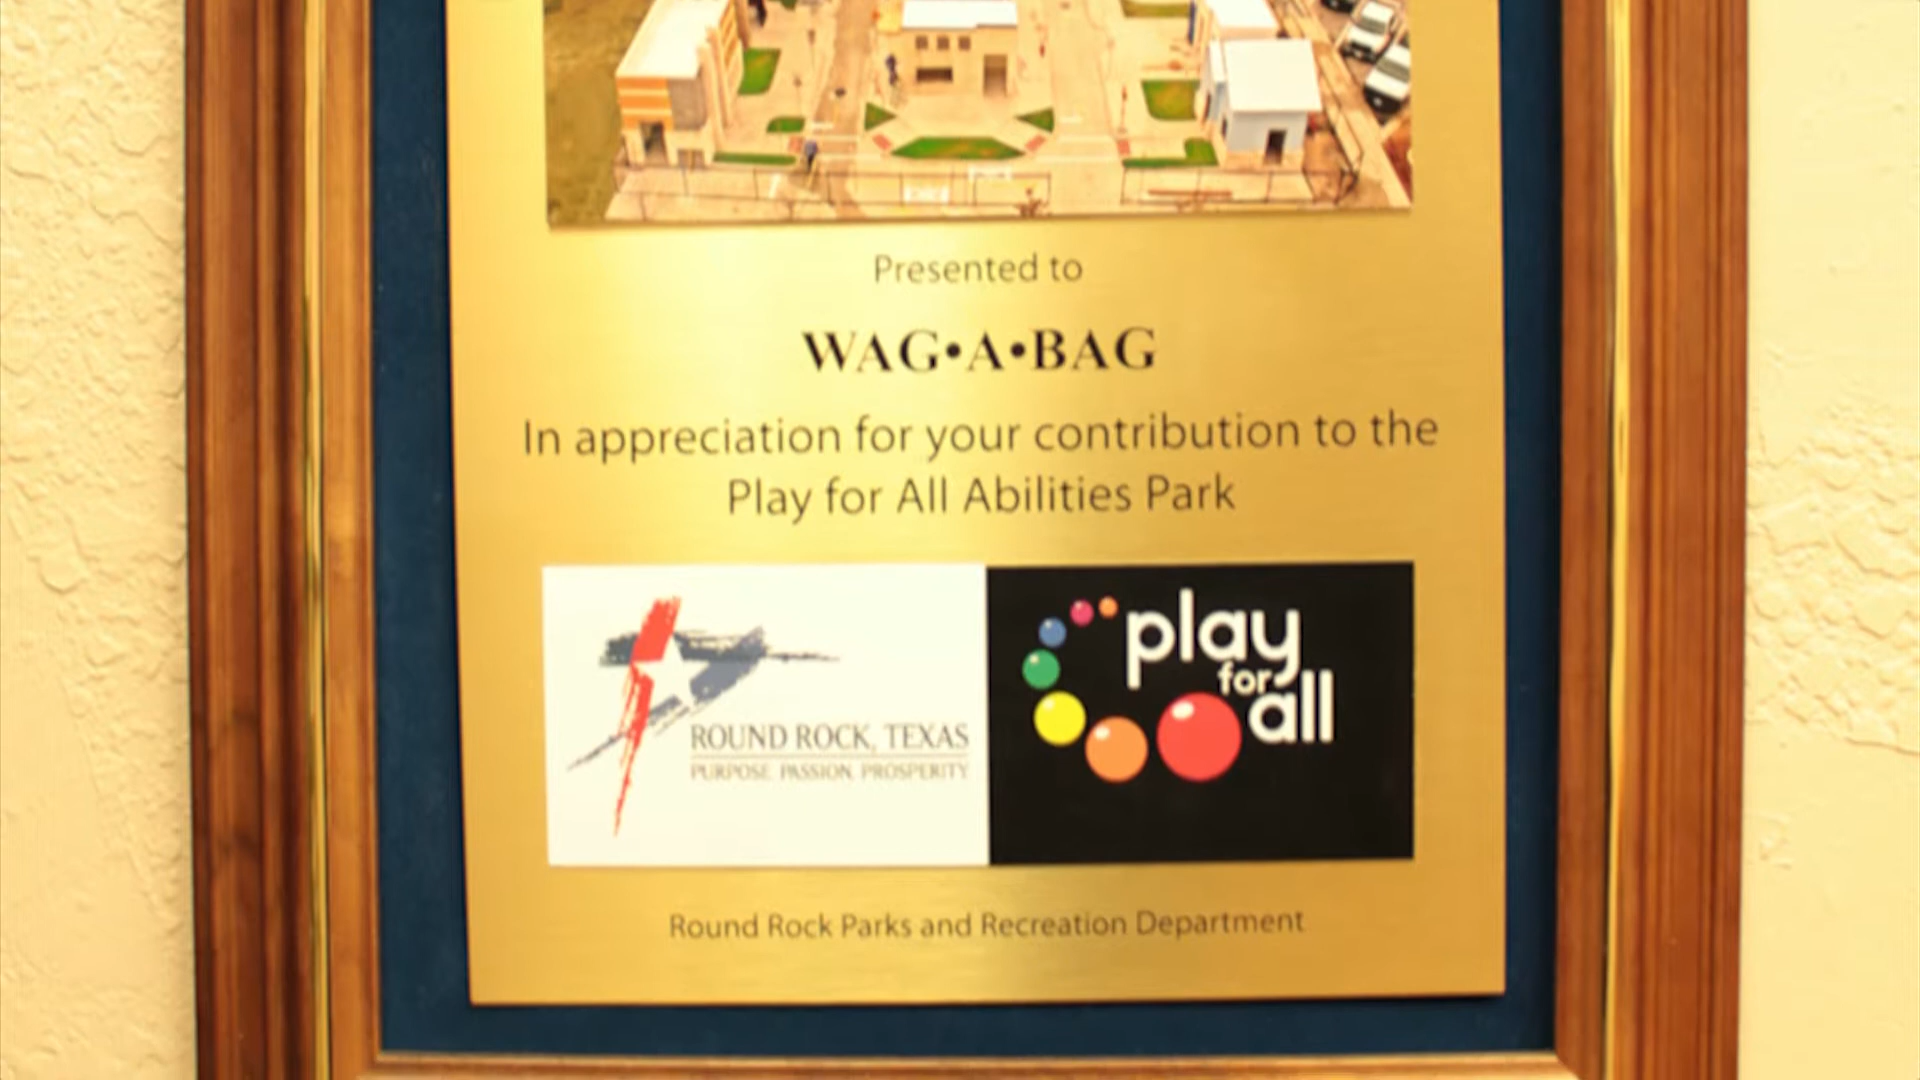 Presented to
WAG•A•BAG
In appreciation for your contribution to the
Play for All Abilities Park
ROUND ROCK, TEXAS
PURPOSE. PASSION. PROSPERITY.
play
for
all
Round Rock Parks and Recreation Department